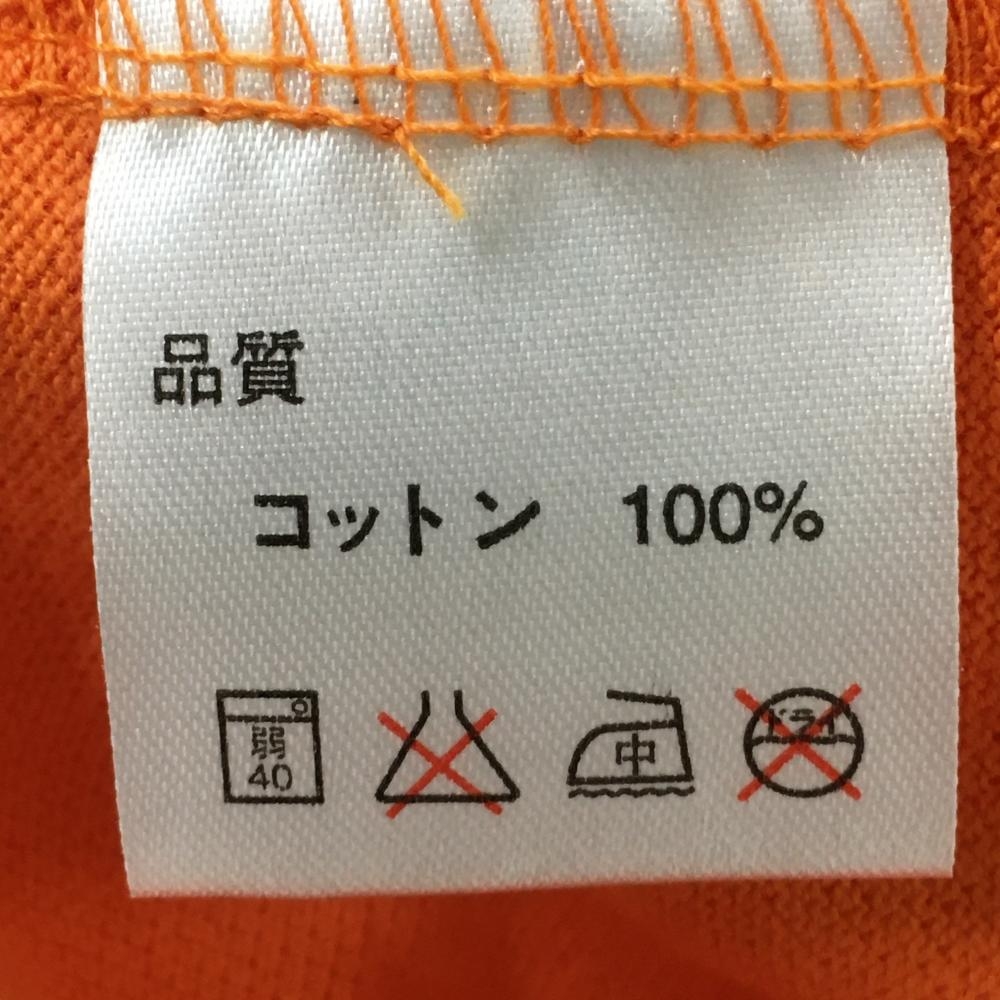 品質
コットン 100%
弱 40 中 ドライ